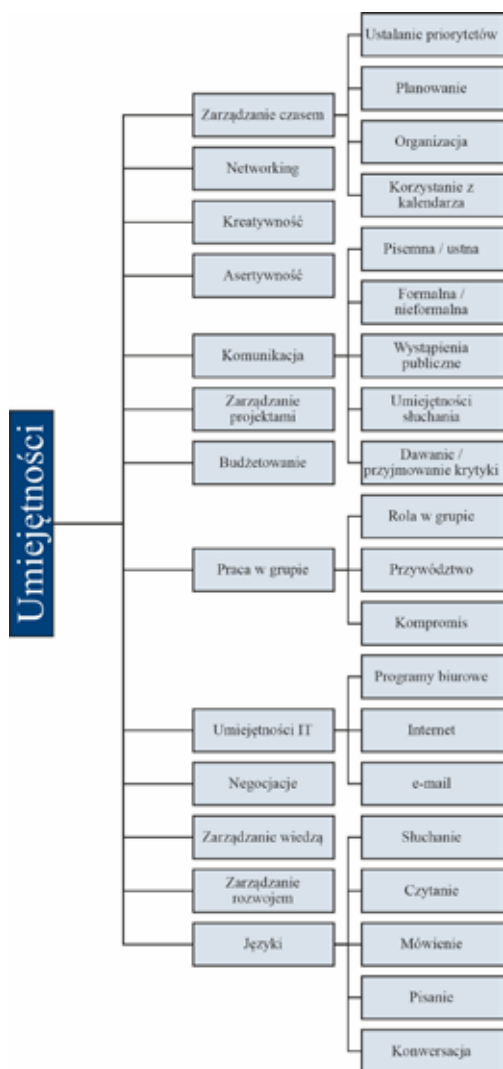 Umiejętności
Zarządzanie czasem
Ustalanie priorytetów
Planowanie
Organizacja
Korzystanie z
kalendarza
Networking
Kreatywność
Asertywność
Komunikacja
Pisemna / ustna
Formalna /
nieformalna
Wystąpienia
publiczne
Umiejętności
słuchania
Dawanie /
przyjmowanie krytyki
Zarządzanie
projektami
Budżetowanie
Praca w grupie
Rola w grupie
Przywództwo
Kompromis
Umiejętności IT
Programy biurowe
Internet
e-mail
Negocjacje
Zarządzanie wiedzą
Zarządzanie
rozwojem
Języki
Słuchanie
Czytanie
Mówienie
Pisanie
Konwersacja